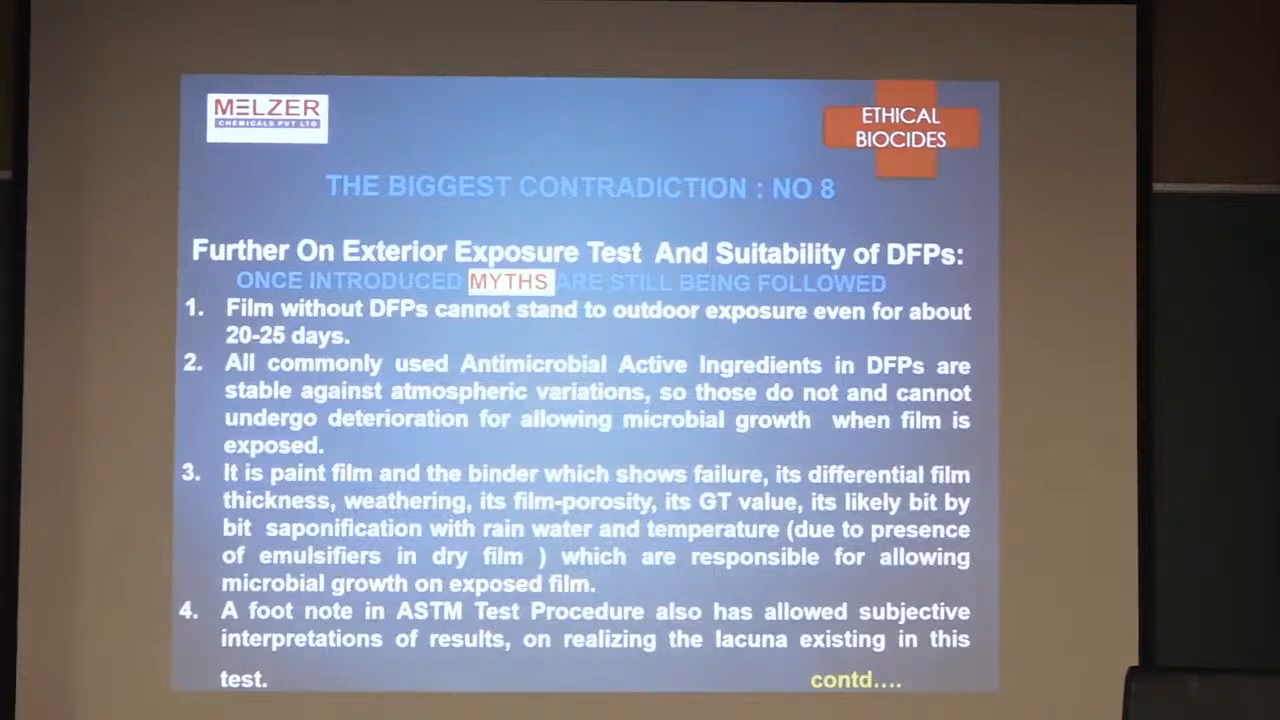 MELZER
CHEMICALS PVT LTD
ETHICAL
BIOCIDES
THE BIGGEST CONTRADICTION : NO 8
Further On Exterior Exposure Test And Suitability of DFPs:
ONCE INTRODUCED MYTHS ARE STILL BEING FOLLOWED
1. Film without DFPs cannot stand to outdoor exposure even for about
20-25 days.
2. All commonly used Antimicrobial Active Ingredients in DFPs are
stable against atmospheric variations, so those do not and cannot
undergo deterioration for allowing microbial growth when film is
exposed.
3. It is paint film and the binder which shows failure, its differential film
thickness, weathering, its film-porosity, its GT value, its likely bit by
bit saponification with rain water and temperature (due to presence
of emulsifiers in dry film ) which are responsible for allowing
microbial growth on exposed film.
4. A foot note in ASTM Test Procedure also has allowed subjective
interpretations of results, on realizing the lacuna existing in this
test.
contd....